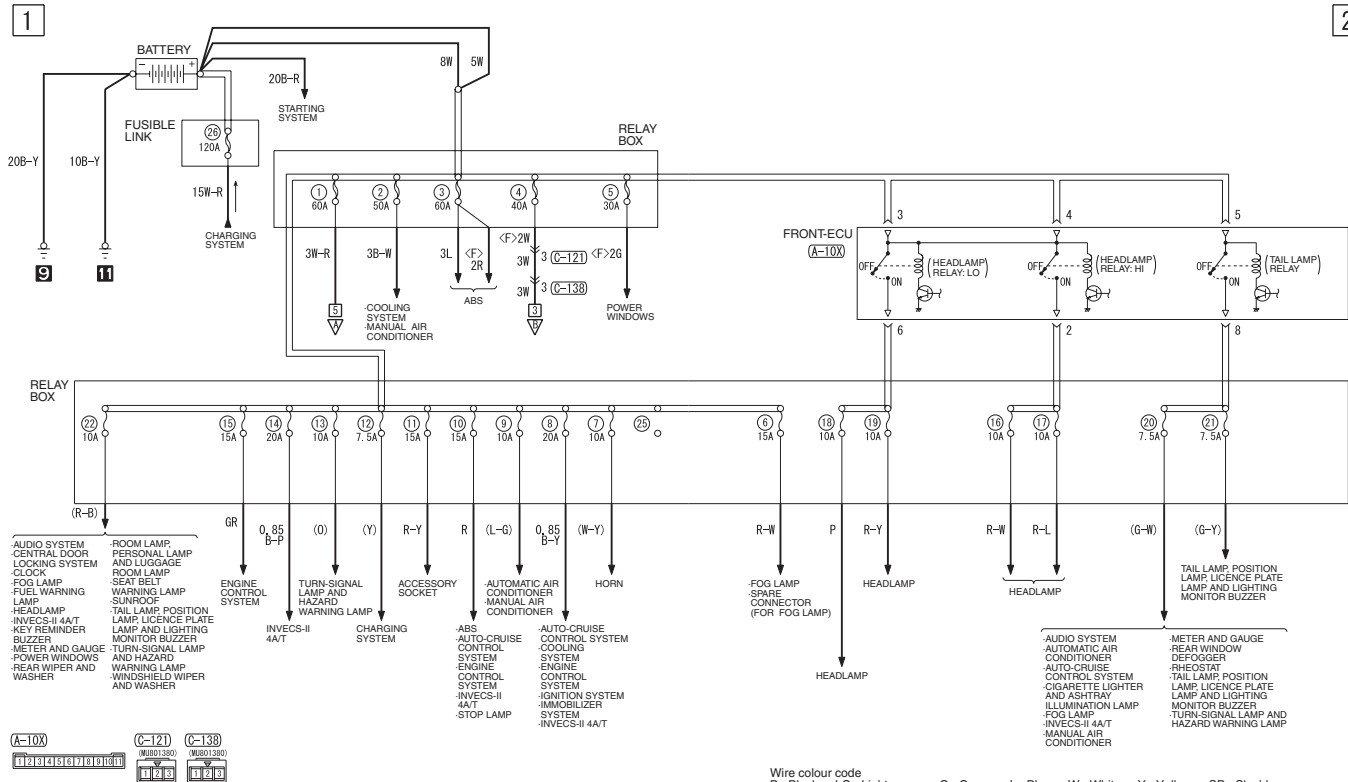 1
2
BATTERY
− +
8W
5W
20B-R
STARTING
SYSTEM
FUSIBLE
LINK
26
120A
20B-Y
10B-Y
15W-R
CHARGING
SYSTEM
9
11
RELAY
BOX
1
60A
2
50A
3
60A
4
40A
5
30A
3W-R
3B-W
3L
<F>
2R
<F>2W
3W
3
C-121
3W
3
C-138
<F>2G
5
A
·COOLING
SYSTEM
·MANUAL AIR
CONDITIONER
ABS
3
B
POWER
WINDOWS
FRONT-ECU
A-10X
3
4
5
OFF
ON
(HEADLAMP
RELAY: LO)
OFF
ON
(HEADLAMP
RELAY: HI)
OFF
ON
(TAIL LAMP
RELAY)
6
2
8
RELAY
BOX
22
10A
15
15A
14
20A
13
10A
12
7.5A
11
15A
10
15A
9
10A
8
20A
7
10A
25
6
15A
18
10A
19
10A
16
10A
17
10A
20
7.5A
21
7.5A
(R-B)
GR
0.85
B-P
(O)
(Y)
R-Y
R
(L-G)
0.85
B-Y
(W-Y)
R-W
P
R-Y
R-W
R-L
(G-W)
(G-Y)
·AUDIO SYSTEM
·CENTRAL DOOR
LOCKING SYSTEM
·CLOCK
·FOG LAMP
·FUEL WARNING
LAMP
·HEADLAMP
·INVECS-II 4A/T
·KEY REMINDER
BUZZER
·METER AND GAUGE
·POWER WINDOWS
·REAR WIPER AND
WASHER
·ROOM LAMP,
PERSONAL LAMP
AND LUGGAGE
ROOM LAMP
·SEAT BELT
WARNING LAMP
·SUNROOF
·TAIL LAMP, POSITION
LAMP, LICENCE PLATE
LAMP AND LIGHTING
MONITOR BUZZER
·TURN-SIGNAL LAMP
AND HAZARD
WARNING LAMP
·WINDSHIELD WIPER
AND WASHER
ENGINE
CONTROL
SYSTEM
INVECS-II
4A/T
TURN-SIGNAL
LAMP AND
HAZARD
WARNING LAMP
CHARGING
SYSTEM
ACCESSORY
SOCKET
·ABS
·AUTO-CRUISE
CONTROL
SYSTEM
·ENGINE
CONTROL
SYSTEM
·INVECS-II
4A/T
·STOP LAMP
·AUTOMATIC AIR
CONDITIONER
·MANUAL AIR
CONDITIONER
·AUTO-CRUISE
CONTROL SYSTEM
·COOLING
SYSTEM
·ENGINE
CONTROL
SYSTEM
·IGNITION SYSTEM
·IMMOBILIZER
SYSTEM
·INVECS-II 4A/T
HORN
·FOG LAMP
·SPARE
CONNECTOR
(FOR FOG LAMP)
HEADLAMP
HEADLAMP
HEADLAMP
·AUDIO SYSTEM
·AUTOMATIC AIR
CONDITIONER
·AUTO-CRUISE
CONTROL SYSTEM
·CIGARETTE LIGHTER
AND ASHTRAY
ILLUMINATION LAMP
·FOG LAMP
·INVECS-II 4A/T
·MANUAL AIR
CONDITIONER
·METER AND GAUGE
·REAR WINDOW
DEFOGGER
·RHEOSTAT
·TAIL LAMP, POSITION
LAMP, LICENCE PLATE
LAMP AND LIGHTING
MONITOR BUZZER
·TURN-SIGNAL LAMP AND
HAZARD WARNING LAMP
TAIL LAMP, POSITION
LAMP, LICENCE PLATE
LAMP AND LIGHTING
MONITOR BUZZER
A-10X
1 2 3 4 5 6 7 8 9 10 11
C-121
(MU801380)
1 2 3
C-138
(MU801380)
1 2 3
Wire colour code